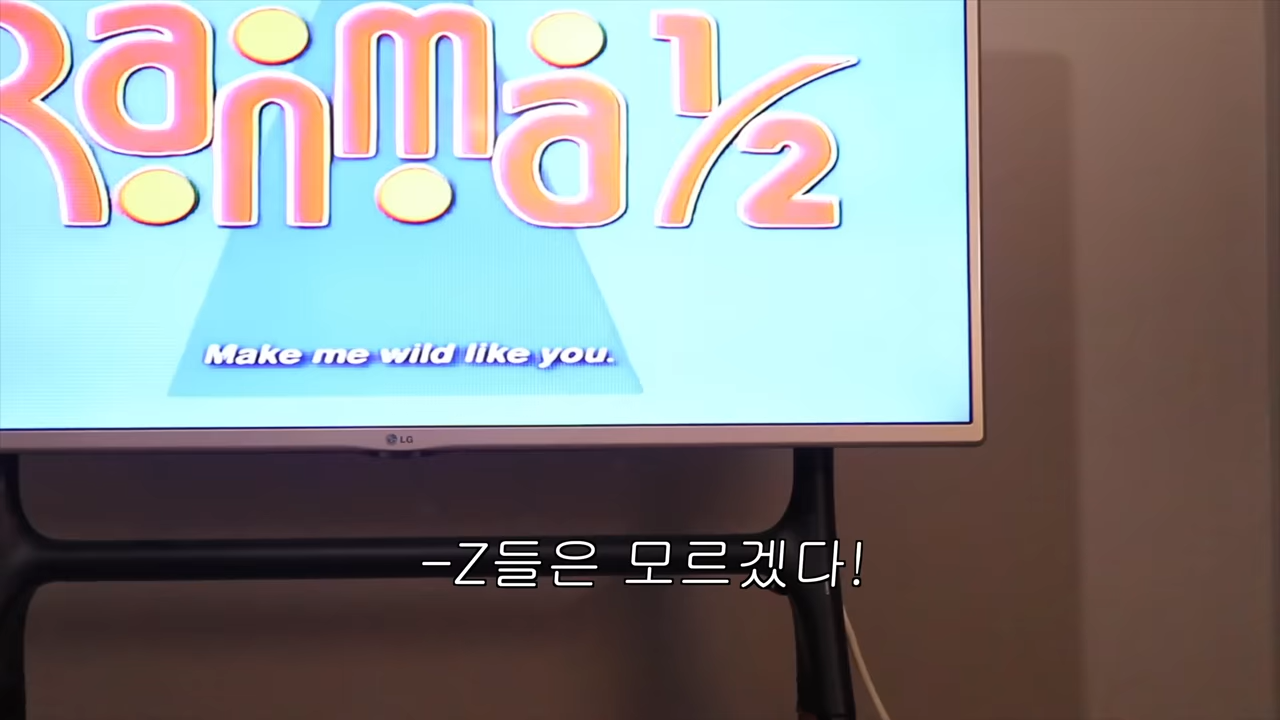 Ranma 1/2
Make me wild like you.
LG
-Z들은 모르겠다!